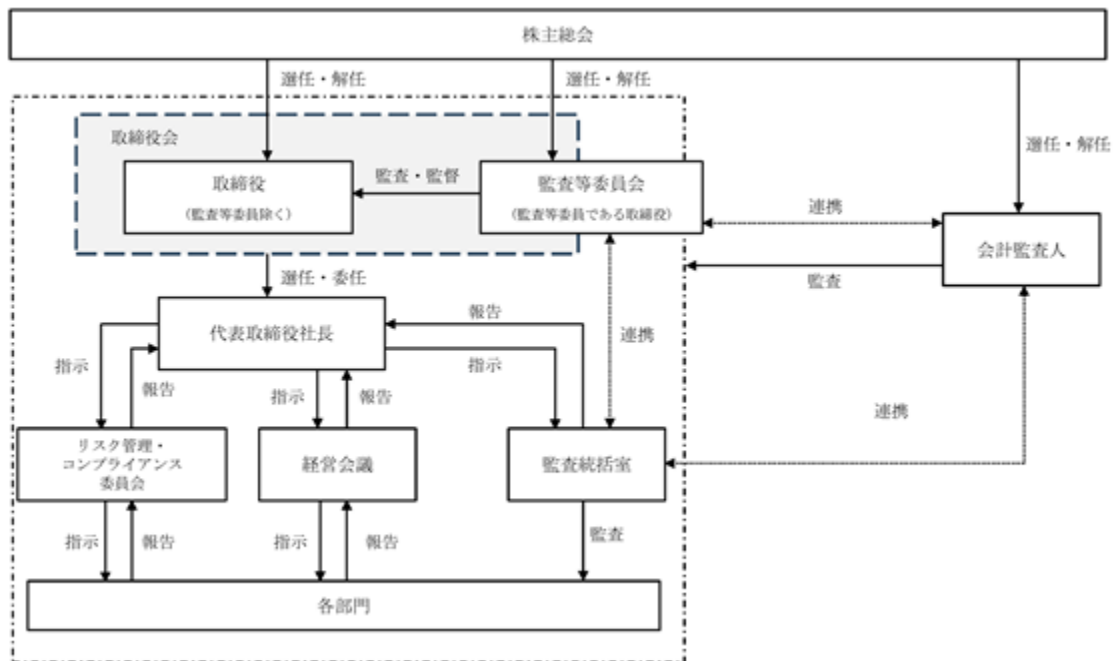 株主総会
選任・解任
選任・解任
選任・解任
取締役会
取締役
（監査等委員除く）
監査・監督
監査等委員会
（監査等委員である取締役）
連携
会計監査人
監査
選任・委任
代表取締役社長
報告
指示
連携
指示
報告
指示
報告
連携
リスク管理・
コンプライアンス
委員会
経営会議
監査統括室
指示
報告
指示
報告
監査
各部門